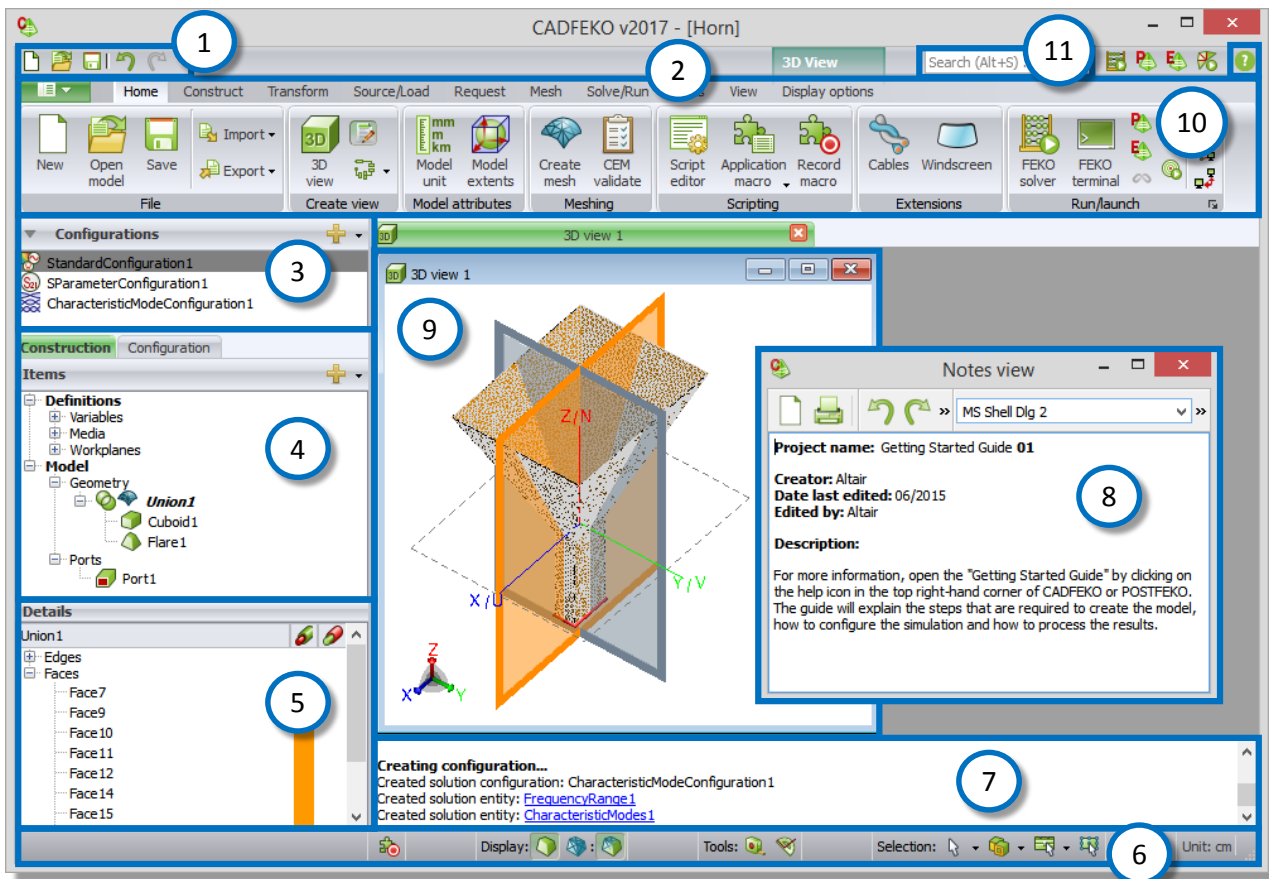 CADFEKO v2017 - [Horn]
1
2
3D View
Search (Alt+S)
11
Home Construct Transform Source/Load Request Mesh Solve/Run View Display options
10
New
Open model
Save
Import
Export
File
3D
3D view
Create view
mm
m
km
Model unit
Model extents
Model attributes
Create mesh
CEM validate
Meshing
Script editor
Application macro
Record macro
Scripting
Cables
Windscreen
Extensions
FEKO solver
FEKO terminal
Run/launch
Configurations
StandardConfiguration1
SParameterConfiguration1
CharacteristicModeConfiguration1
3
Construction Configuration
Items
Definitions
Variables
Media
Workplanes
Model
Geometry
Union1
Cuboid1
Flare1
Ports
Port1
4
Details
Union1
Edges
Faces
Face7
Face9
Face10
Face11
Face12
Face14
Face15
5
3D view 1
3D view 1
9
Z/N
X/U
Y/V
Z
X
Y
Notes view
MS Shell Dlg 2
Project name: Getting Started Guide 01
Creator: Altair
Date last edited: 06/2015
Edited by: Altair
Description:
For more information, open the "Getting Started Guide" by clicking on
the help icon in the top right-hand corner of CADFEKO or POSTFEKO.
The guide will explain the steps that are required to create the model,
how to configure the simulation and how to process the results.
8
Creating configuration...
Created solution configuration: CharacteristicModeConfiguration1
Created solution entity: FrequencyRange1
Created solution entity: CharacteristicModes1
7
Display: :
Tools:
Selection:
6
Unit: cm